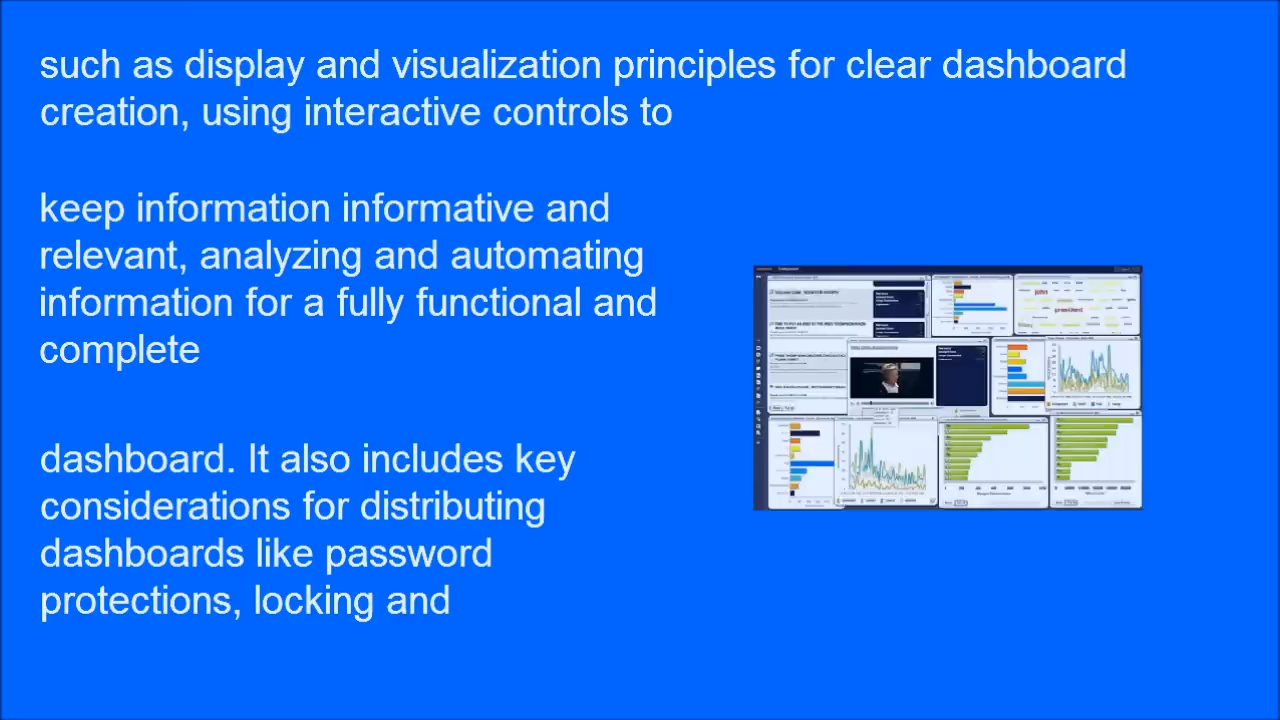 such as display and visualization principles for clear dashboard
creation, using interactive controls to
keep information informative and
relevant, analyzing and automating
information for a fully functional and
complete
dashboard. It also includes key
considerations for distributing
dashboards like password
protections, locking and